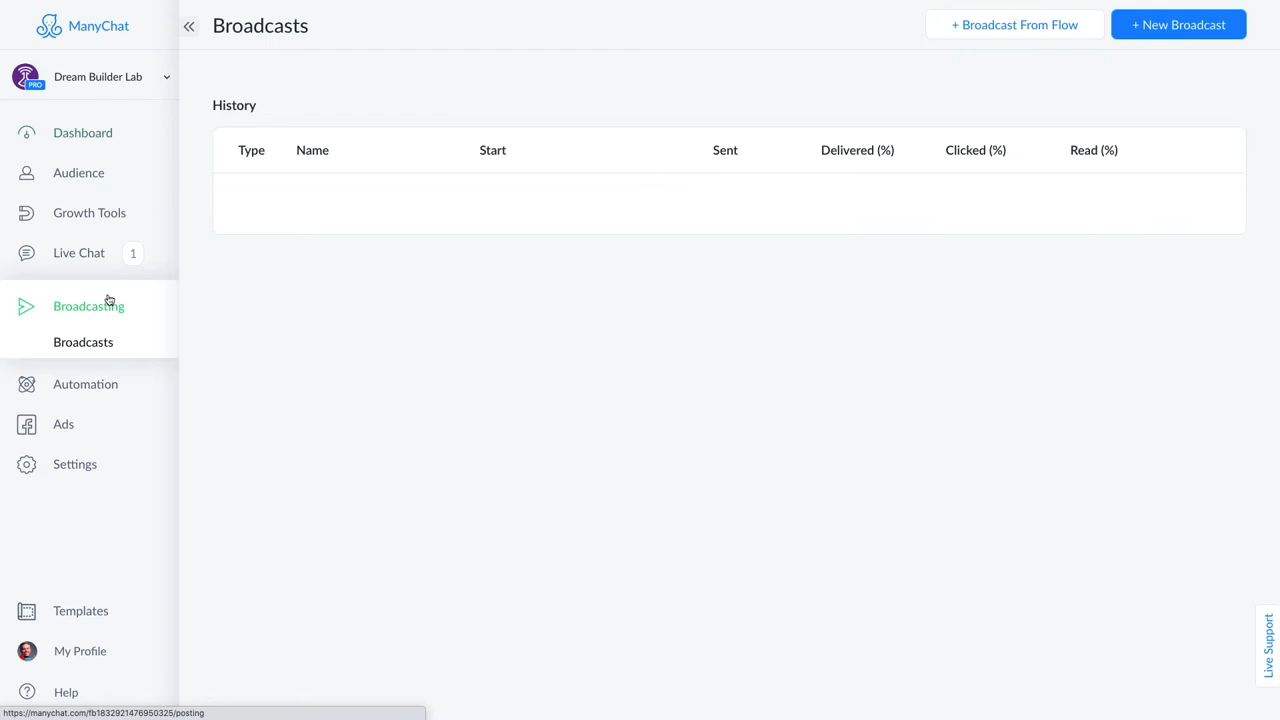 ManyChat
Broadcasts
+ Broadcast From Flow
+ New Broadcast
PRO
Dream Builder Lab
Dashboard
Audience
Growth Tools
Live Chat
1
Broadcasting
Broadcasts
Automation
Ads
Settings
Templates
My Profile
Help
History
Type Name Start Sent Delivered (%) Clicked (%) Read (%)
Live Support
https://manychat.com/fb1832921476950325/posting